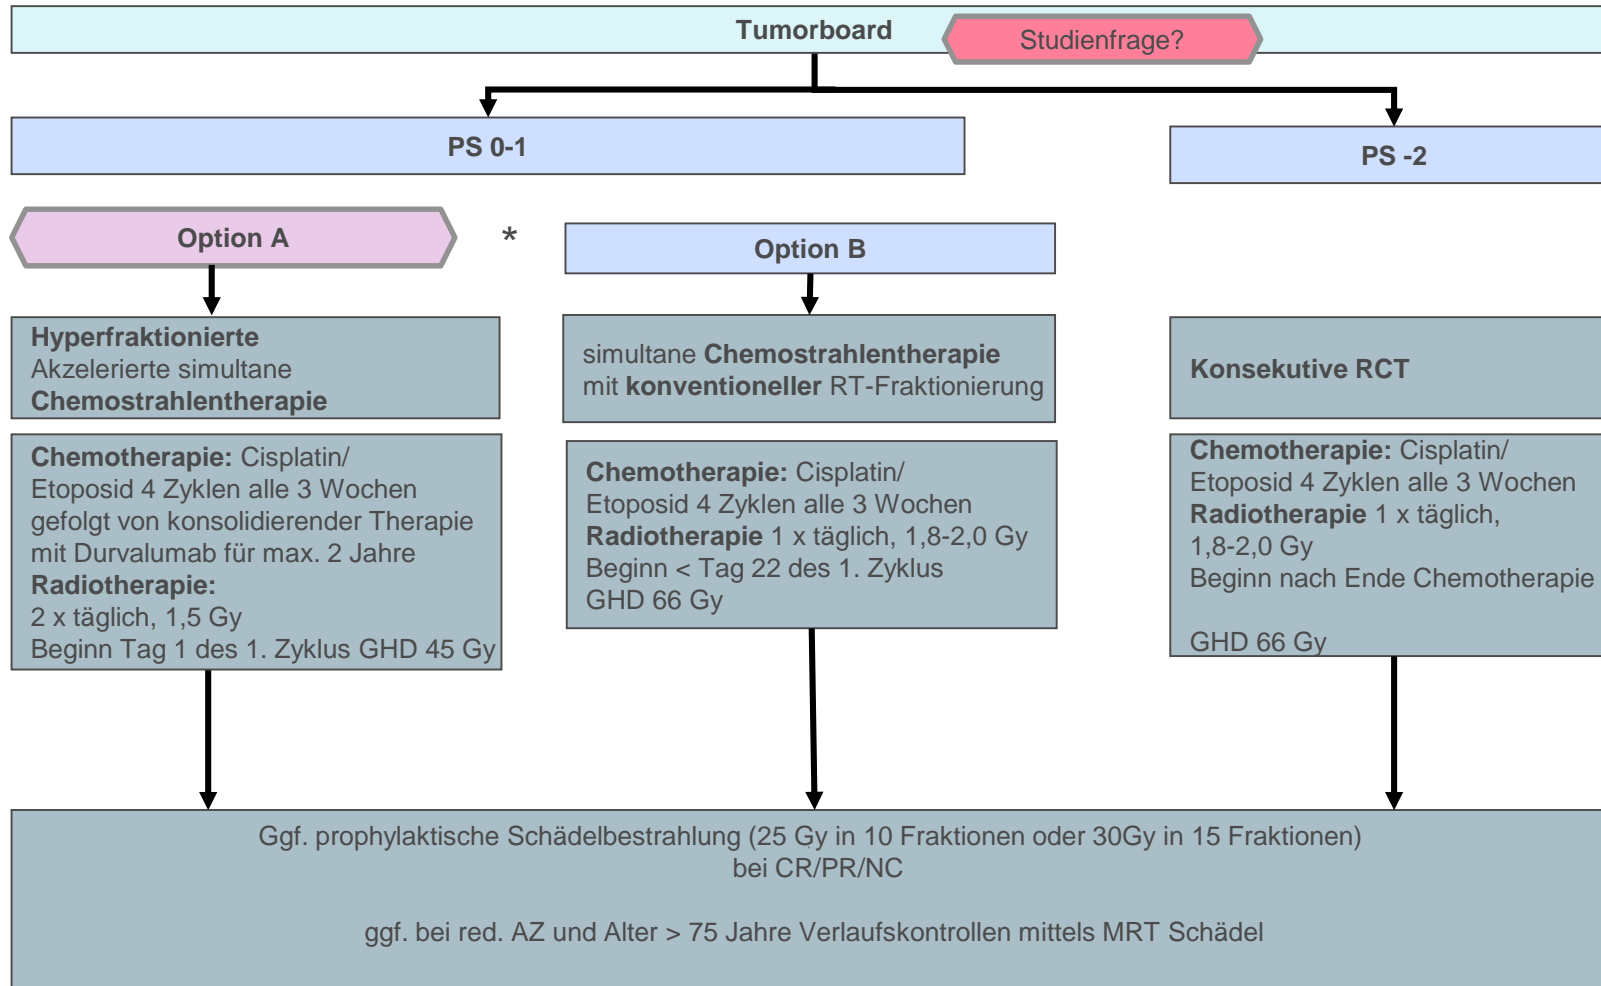 Tumorboard
Studienfrage?
PS 0-1
PS -2
Option A
*
Option B
Hyperfraktionierte
Akzelerierte simultane
Chemostrahlentherapie
simultane Chemostrahlentherapie
mit konventioneller RT-Fraktionierung
Konsekutive RCT
Chemotherapie: Cisplatin/
Etoposid 4 Zyklen alle 3 Wochen
gefolgt von konsolidierender Therapie
mit Durvalumab für max. 2 Jahre
Radiotherapie:
2 x täglich, 1,5 Gy
Beginn Tag 1 des 1. Zyklus GHD 45 Gy
Chemotherapie: Cisplatin/
Etoposid 4 Zyklen alle 3 Wochen
Radiotherapie 1 x täglich, 1,8-2,0 Gy
Beginn < Tag 22 des 1. Zyklus
GHD 66 Gy
Chemotherapie: Cisplatin/
Etoposid 4 Zyklen alle 3 Wochen
Radiotherapie 1 x täglich,
1,8-2,0 Gy
Beginn nach Ende Chemotherapie
GHD 66 Gy
Ggf. prophylaktische Schädelbestrahlung (25 Gy in 10 Fraktionen oder 30Gy in 15 Fraktionen)
bei CR/PR/NC
ggf. bei red. AZ und Alter > 75 Jahre Verlaufskontrollen mittels MRT Schädel